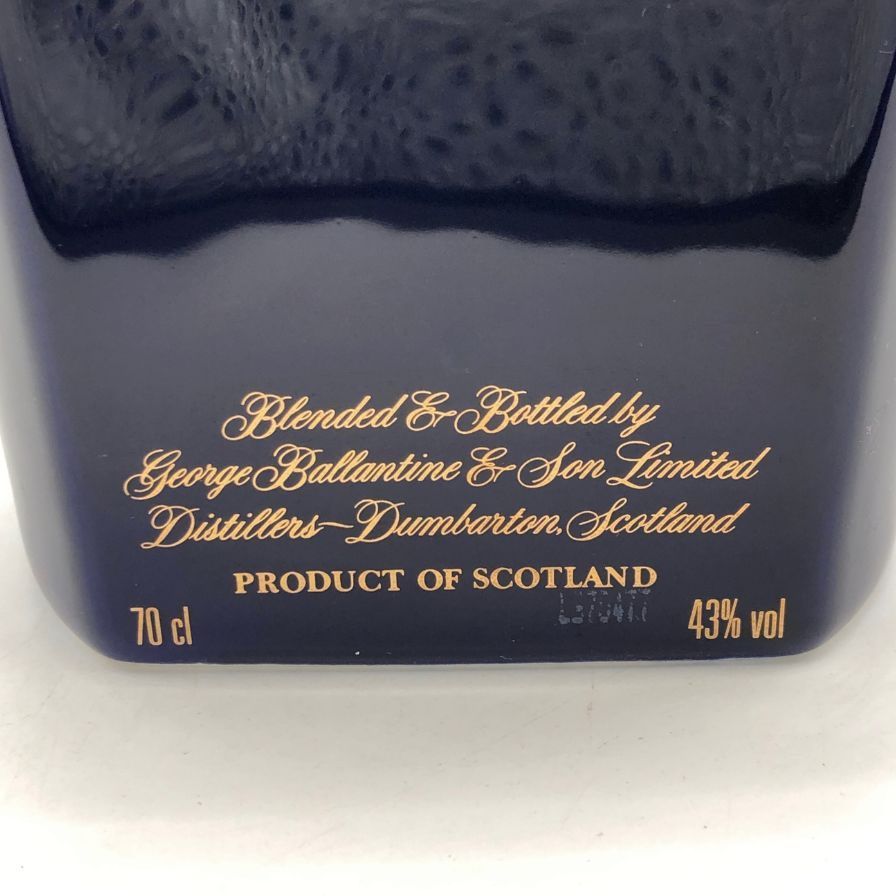 Blended & Bottled by
George Ballantine & Son Limited
Distillers~Dumbarton, Scotland
PRODUCT OF SCOTLAND
70 cl
43% vol